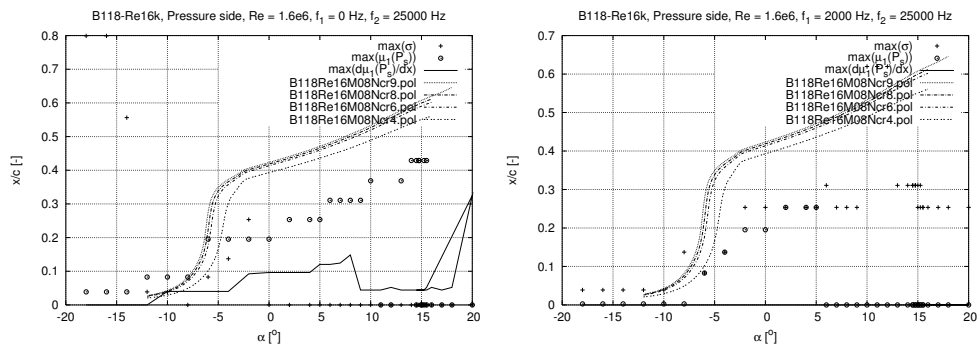 B118-Re16k, Pressure side, Re = 1.6e6, f₁ = 0 Hz, f₂ = 25000 Hz
0.8
0.7
0.6
0.5
0.4
0.3
0.2
0.1
0
x/c [-]
max(σ)
max(μ₁(Pₛ))
max(dμ₁(Pₛ)/dx)
B118Re16M08Ncr9.pol
B118Re16M08Ncr8.pol
B118Re16M08Ncr6.pol
B118Re16M08Ncr4.pol
-20 -15 -10 -5 0 5 10 15 20
α [°]
B118-Re16k, Pressure side, Re = 1.6e6, f₁ = 2000 Hz, f₂ = 25000 Hz
0.7
0.6
0.5
0.4
0.3
0.2
0.1
0
x/c [-]
max(σ)
max(μ₁(Pₛ))
max(dμ₁(Pₛ)/dx)
B118Re16M08Ncr9.pol
B118Re16M08Ncr8.pol
B118Re16M08Ncr6.pol
B118Re16M08Ncr4.pol
-20 -15 -10 -5 0 5 10 15 20
α [°]